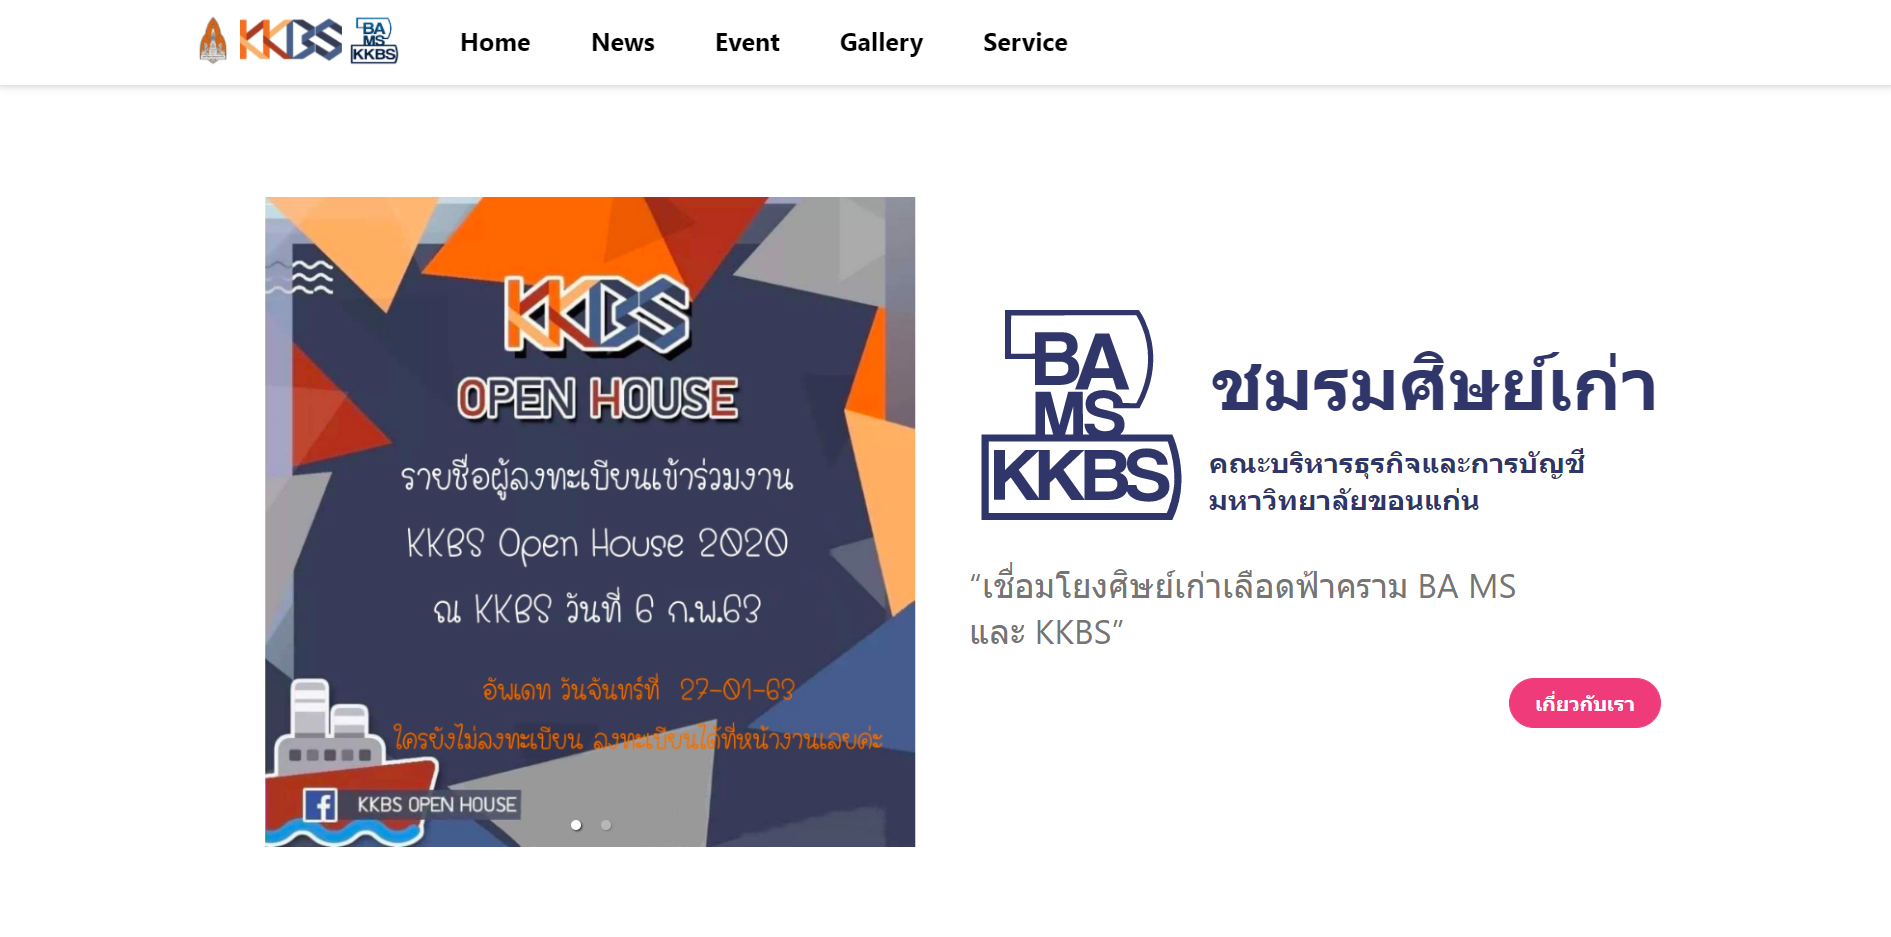 KKBS
BA
MS
KKBS
Home
News
Event
Gallery
Service
KKBS
OPEN HOUSE
รายชื่อผู้ลงทะเบียนเข้าร่วมงาน
KKBS Open House 2020
ณ KKBS วันที่ 6 ก.พ.63
อัพเดท วันจันทร์ที่ 27-01-63
ใครยังไม่ลงทะเบียน ลงทะเบียนได้ที่หน้างานเลยค่ะ
KKBS OPEN HOUSE
BA
MS
KKBS
ชมรมศิษย์เก่า
คณะบริหารธุรกิจและการบัญชี
มหาวิทยาลัยขอนแก่น
“เชื่อมโยงศิษย์เก่าเลือดฟ้าคราม BA MS
และ KKBS”
เกี่ยวกับเรา